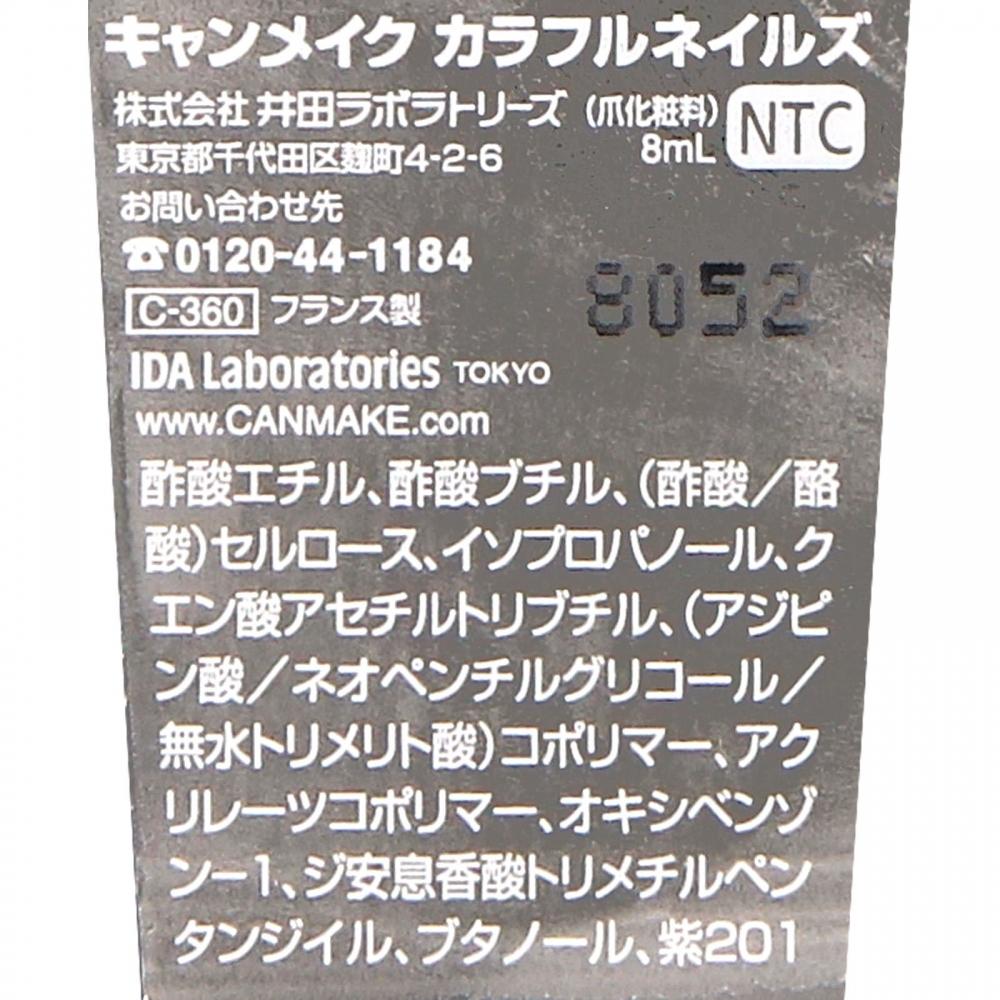 キャンメイク カラフルネイルズ
株式会社 井田ラボラトリーズ (爪化粧料)
東京都千代田区麹町4-2-6 8mL NTC
お問い合わせ先
☎0120-44-1184
C-360 フランス製 8052
IDA Laboratories TOKYO
www.CANMAKE.com
酢酸エチル、酢酸ブチル、(酢酸/酪
酸)セルロース、イソプロパノール、ク
エン酸アセチルトリブチル、(アジピ
ン酸/ネオペンチルグリコール/
無水トリメリト酸)コポリマー、アク
リレーツコポリマー、オキシベンゾ
ン-1、ジ安息香酸トリメチルペン
タンジイル、ブタノール、紫201